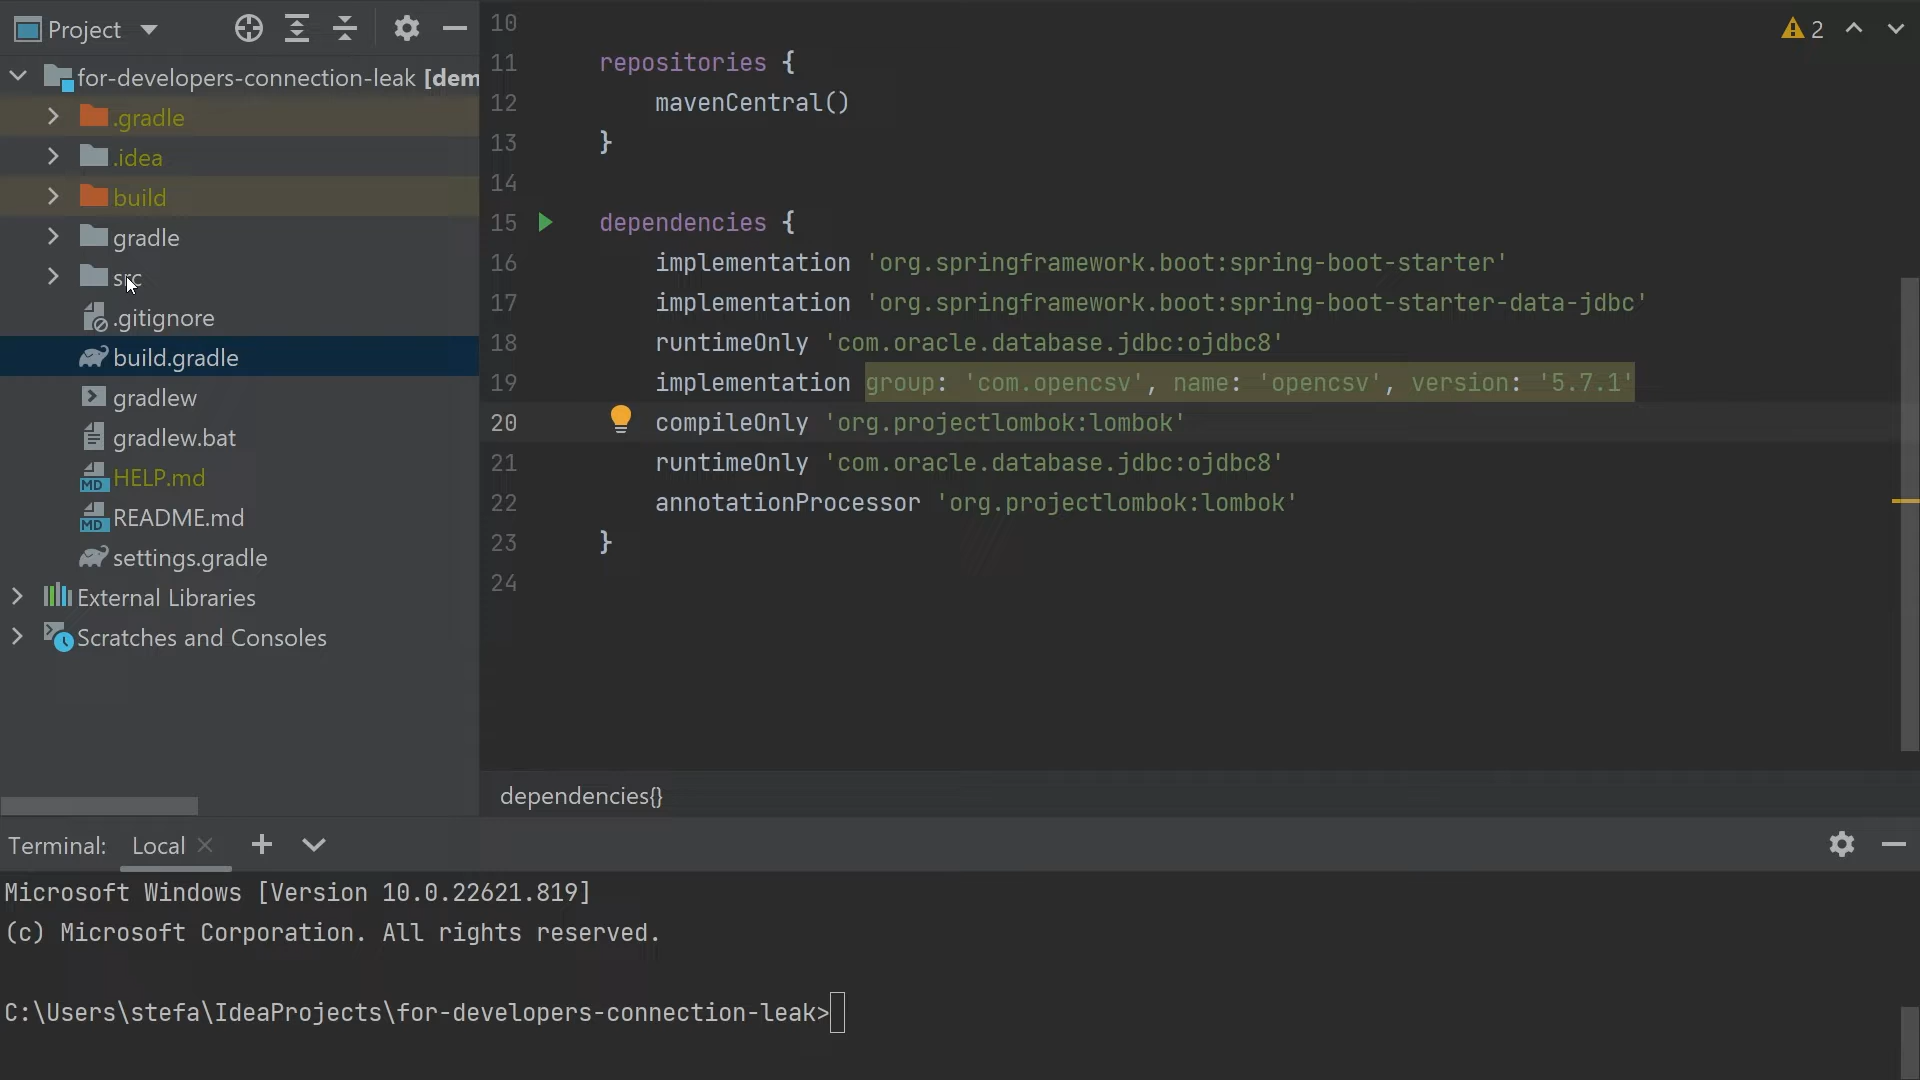 Project
for-developers-connection-leak [dem
.gradle
.idea
build
gradle
src
.gitignore
build.gradle
gradlew
gradlew.bat
HELP.md
README.md
settings.gradle
External Libraries
Scratches and Consoles
2
10
11 repositories {
12 mavenCentral()
13 }
14
15 dependencies {
16 implementation 'org.springframework.boot:spring-boot-starter'
17 implementation 'org.springframework.boot:spring-boot-starter-data-jdbc'
18 runtimeOnly 'com.oracle.database.jdbc:ojdbc8'
19 implementation group: 'com.opencsv', name: 'opencsv', version: '5.7.1'
20 compileOnly 'org.projectlombok:lombok'
21 runtimeOnly 'com.oracle.database.jdbc:ojdbc8'
22 annotationProcessor 'org.projectlombok:lombok'
23 }
24
dependencies{}
Terminal: Local
Microsoft Windows [Version 10.0.22621.819]
(c) Microsoft Corporation. All rights reserved.
C:\Users\stefa\IdeaProjects\for-developers-connection-leak>